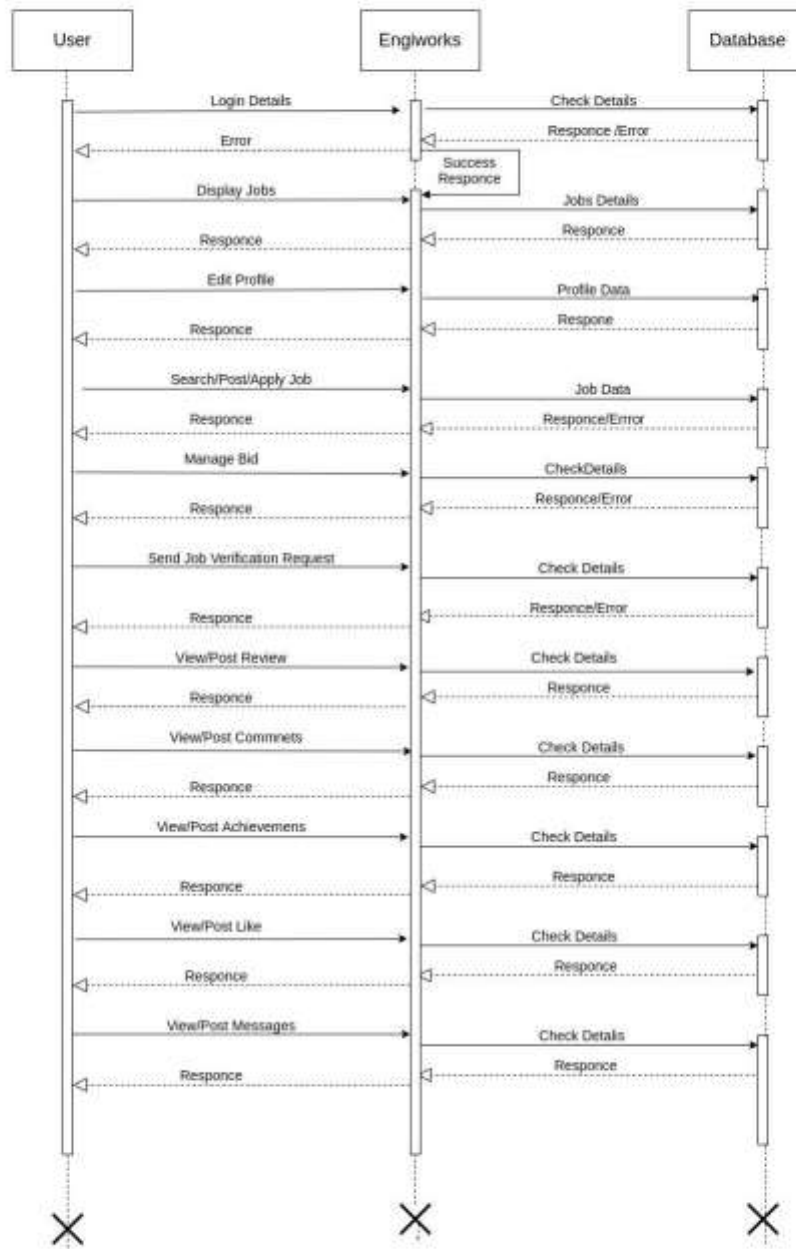 User
Engiworks
Database
Login Details
Check Details
Responce /Error
Error
Success
Responce
Display Jobs
Jobs Details
Responce
Responce
Edit Profile
Profile Data
Respone
Responce
Search/Post/Apply Job
Job Data
Responce/Errror
Responce
Manage Bid
CheckDetails
Responce/Error
Responce
Send Job Verification Request
Check Details
Responce/Error
Responce
View/Post Review
Check Details
Responce
Responce
View/Post Commnets
Check Details
Responce
Responce
View/Post Achievemens
Check Details
Responce
Responce
View/Post Like
Check Details
Responce
Responce
View/Post Messages
Check Details
Responce
Responce